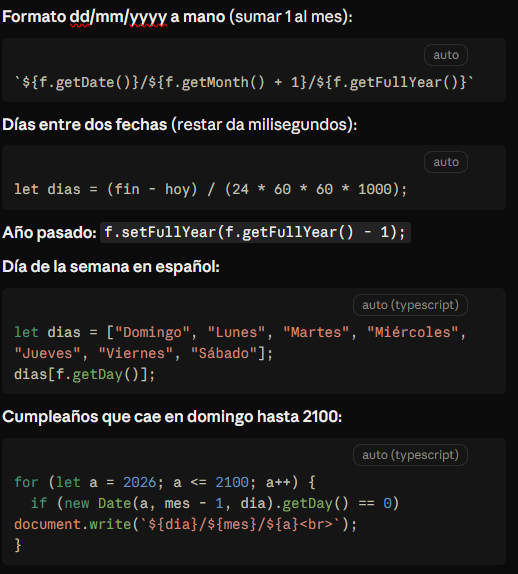 Formato dd/mm/yyyy a mano (sumar 1 al mes):
auto
`${f.getDate()}/${f.getMonth() + 1}/${f.getFullYear()}`
Días entre dos fechas (restar da milisegundos):
auto
let dias = (fin - hoy) / (24 * 60 * 60 * 1000);
Año pasado: f.setFullYear(f.getFullYear() - 1);
Día de la semana en español:
auto (typescript)
let dias = ["Domingo", "Lunes", "Martes", "Miércoles",
"Jueves", "Viernes", "Sábado"];
dias[f.getDay()];
Cumpleaños que cae en domingo hasta 2100:
auto (typescript)
for (let a = 2026; a <= 2100; a++) {
  if (new Date(a, mes - 1, dia).getDay() == 0)
document.write(`${dia}/${mes}/${a}<br>`);
}